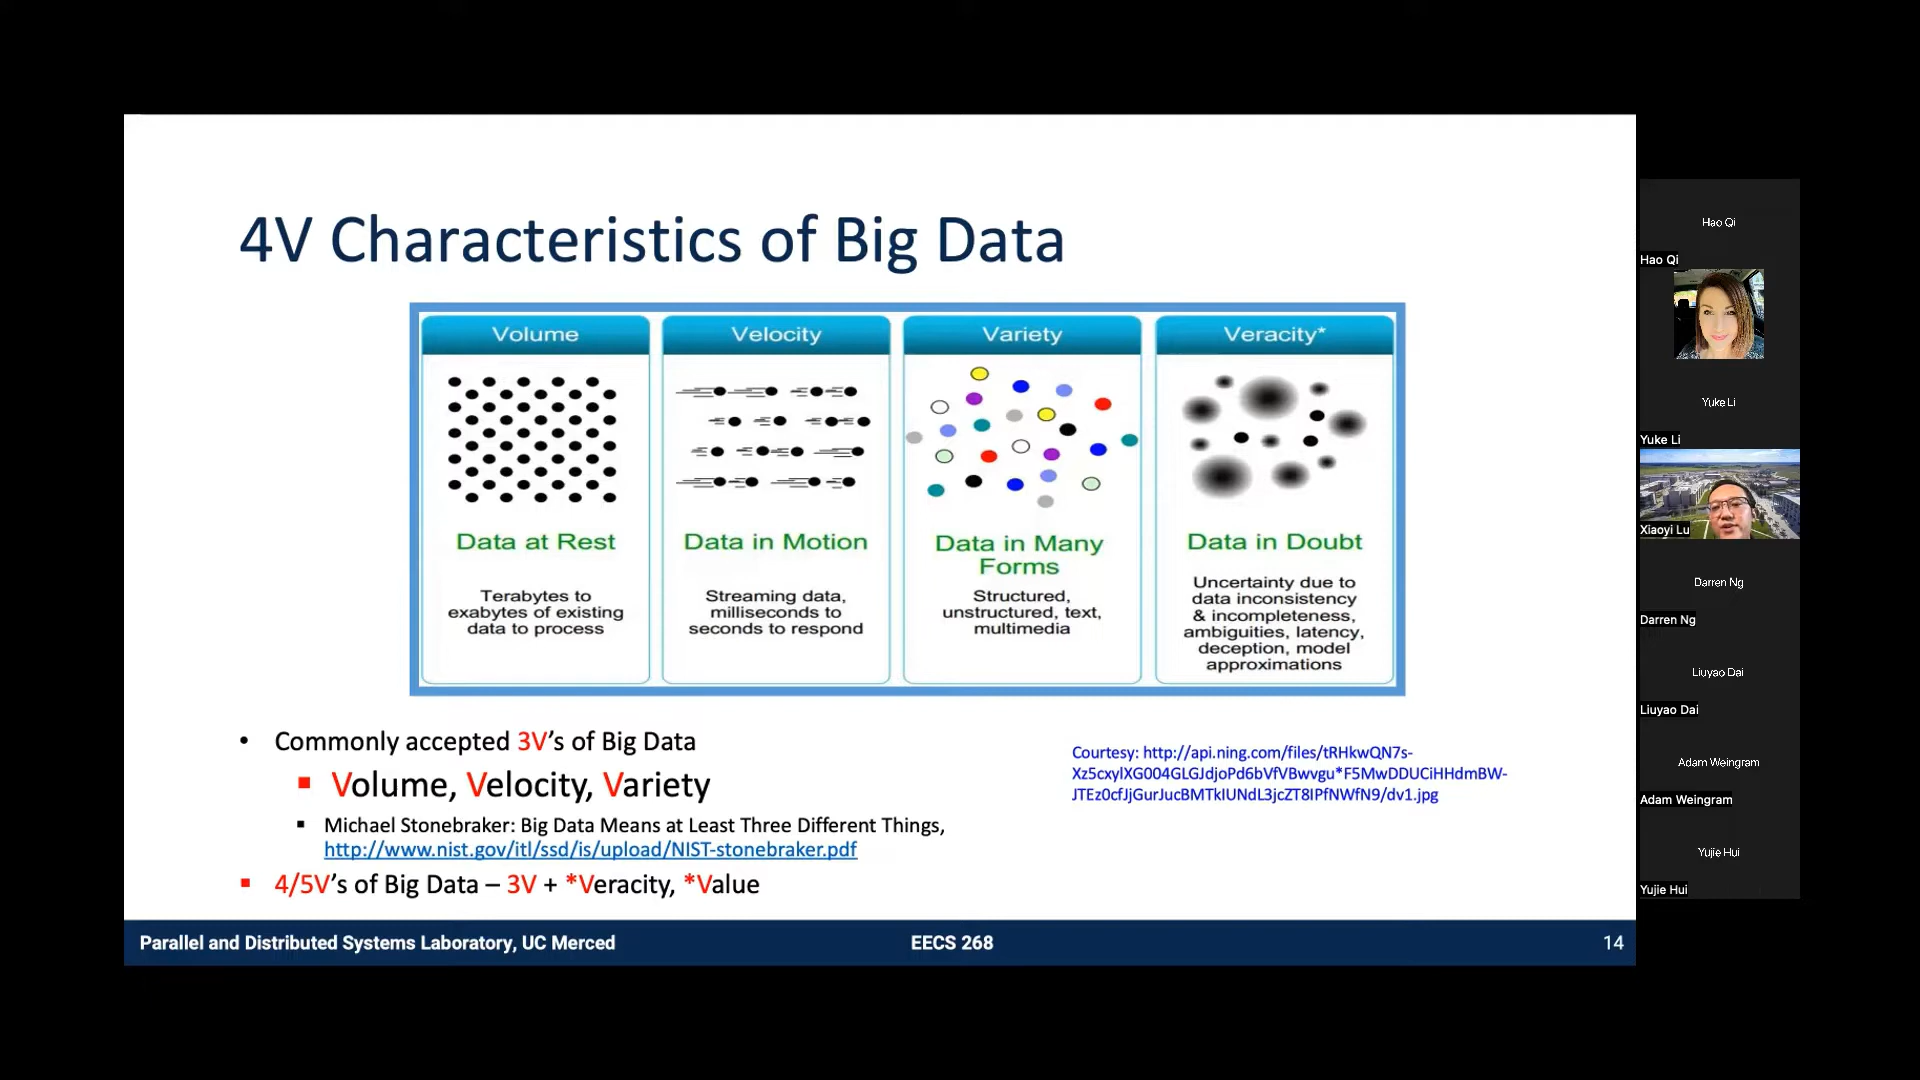 4V Characteristics of Big Data
Volume
Data at Rest
Terabytes to
exabytes of existing
data to process
Velocity
Data in Motion
Streaming data,
milliseconds to
seconds to respond
Variety
Data in Many
Forms
Structured,
unstructured, text,
multimedia
Veracity*
Data in Doubt
Uncertainty due to
data inconsistency
& incompleteness,
ambiguities, latency,
deception, model
approximations
• Commonly accepted 3V's of Big Data
▪ Volume, Velocity, Variety
▪ Michael Stonebraker: Big Data Means at Least Three Different Things,
http://www.nist.gov/itl/ssd/is/upload/NIST-stonebraker.pdf
▪ 4/5V's of Big Data – 3V + *Veracity, *Value
Courtesy: http://api.ning.com/files/tRHkwQN7s-
Xz5cxylXG004GLGJdjoPd6bVfVBwvgu*F5MwDDUCiHHdmBW-
JTEz0cfJjGurJucBMTkIUNdL3jcZT8IPfNWfN9/dv1.jpg
Parallel and Distributed Systems Laboratory, UC Merced
EECS 268
14
Hao Qi
Hao Qi
Yuke Li
Yuke Li
Xiaoyi Lu
Darren Ng
Darren Ng
Liuyao Dai
Liuyao Dai
Adam Weingram
Adam Weingram
Yujie Hui
Yujie Hui